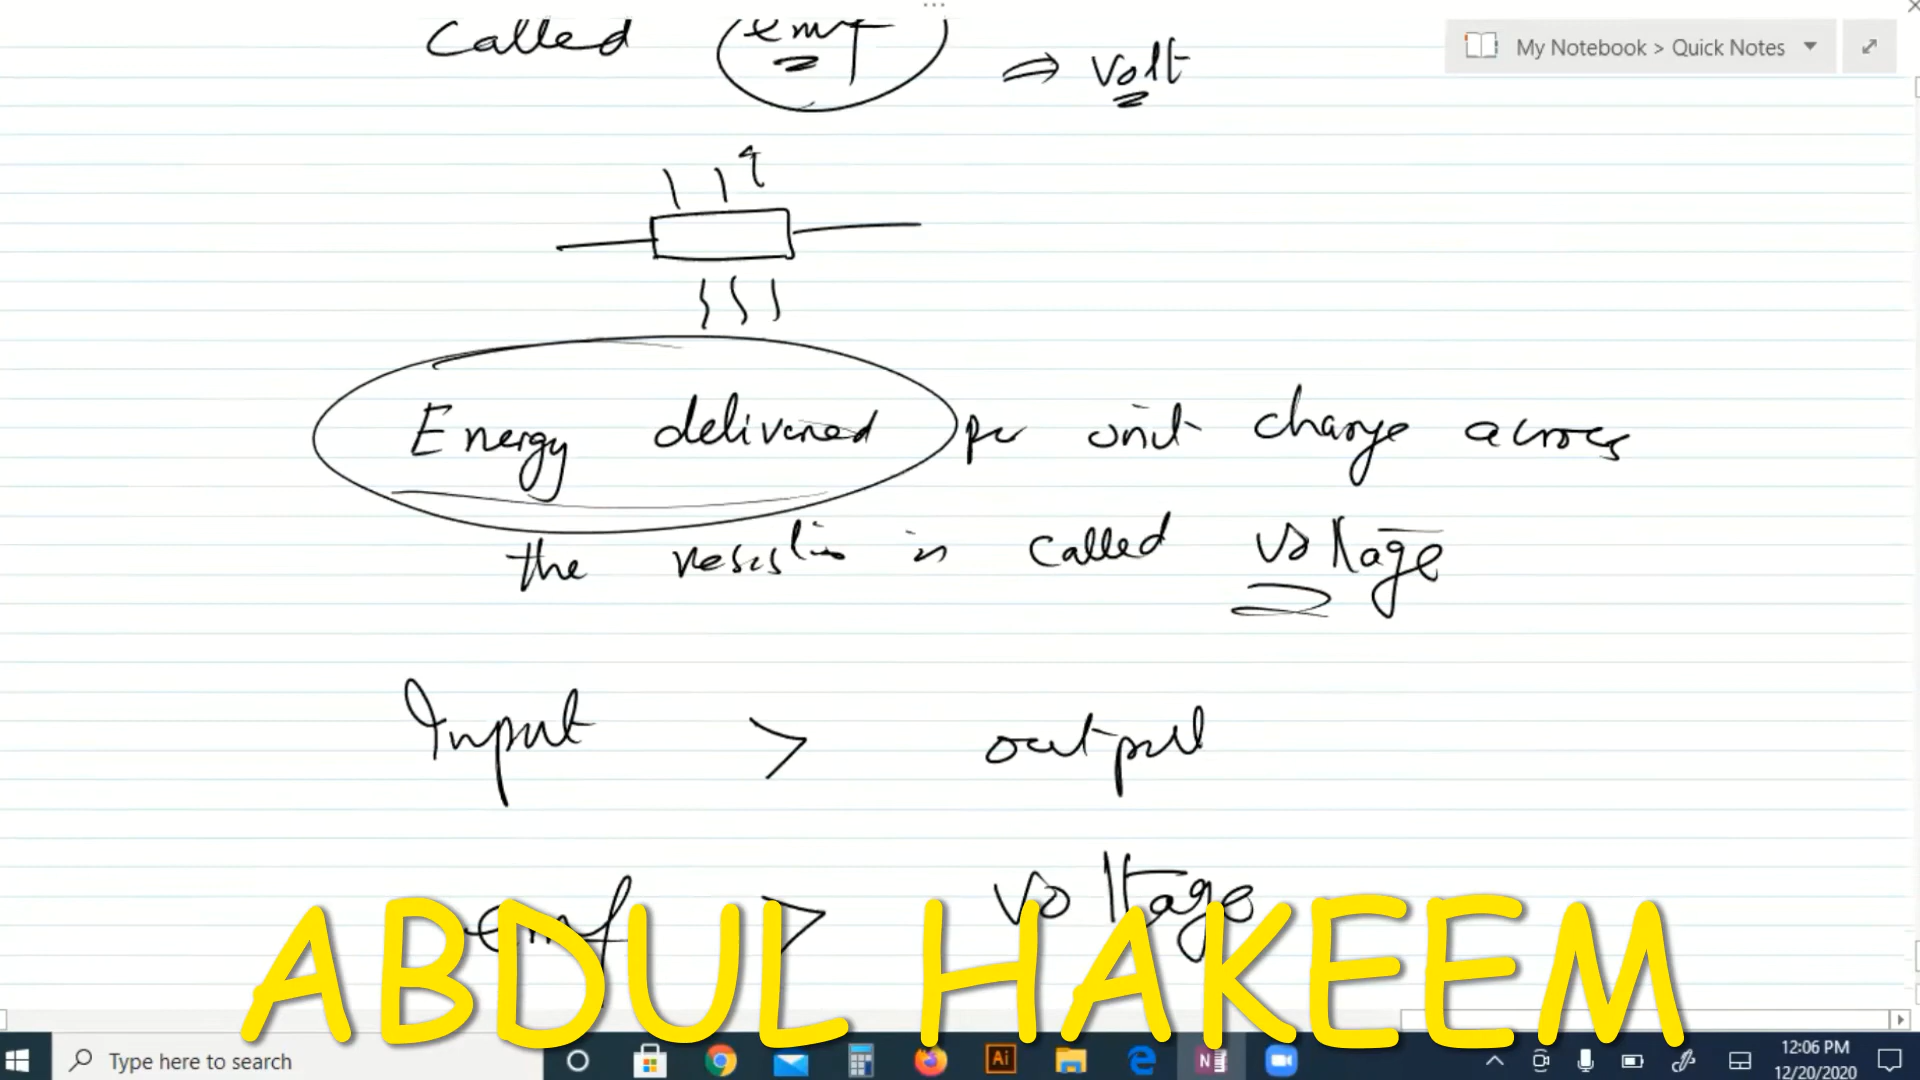 Called emf ⇒ volt
My Notebook > Quick Notes
Energy delivered per unit charge across
the is called voltage
Input > output
emf > voltage
ABDUL HAKEEM
Type here to search
Ai
N
12:06 PM
12/20/2020